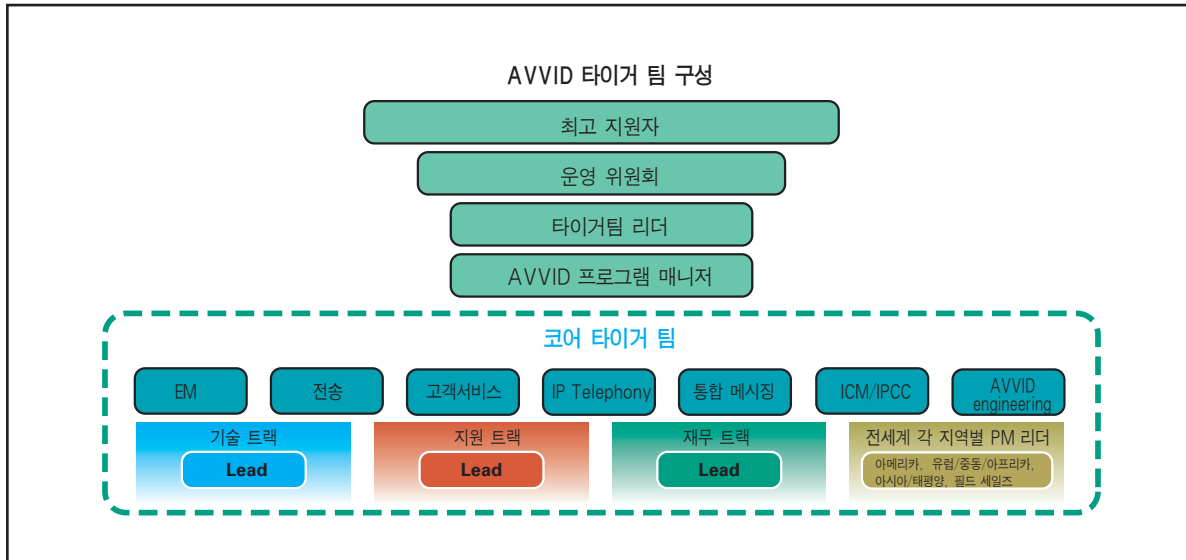 AVVID 타이거 팀 구성
최고 지원자
운영 위원회
타이거팀 리더
AVVID 프로그램 매니저
코어 타이거 팀
EM
전송
고객서비스
IP Telephony
통합 메시징
ICM/IPCC
AVVID
engineering
기술 트랙
Lead
지원 트랙
Lead
재무 트랙
Lead
전세계 각 지역별 PM 리더
아메리카, 유럽/중동/아프리카,
아시아/태평양, 필드 세일즈